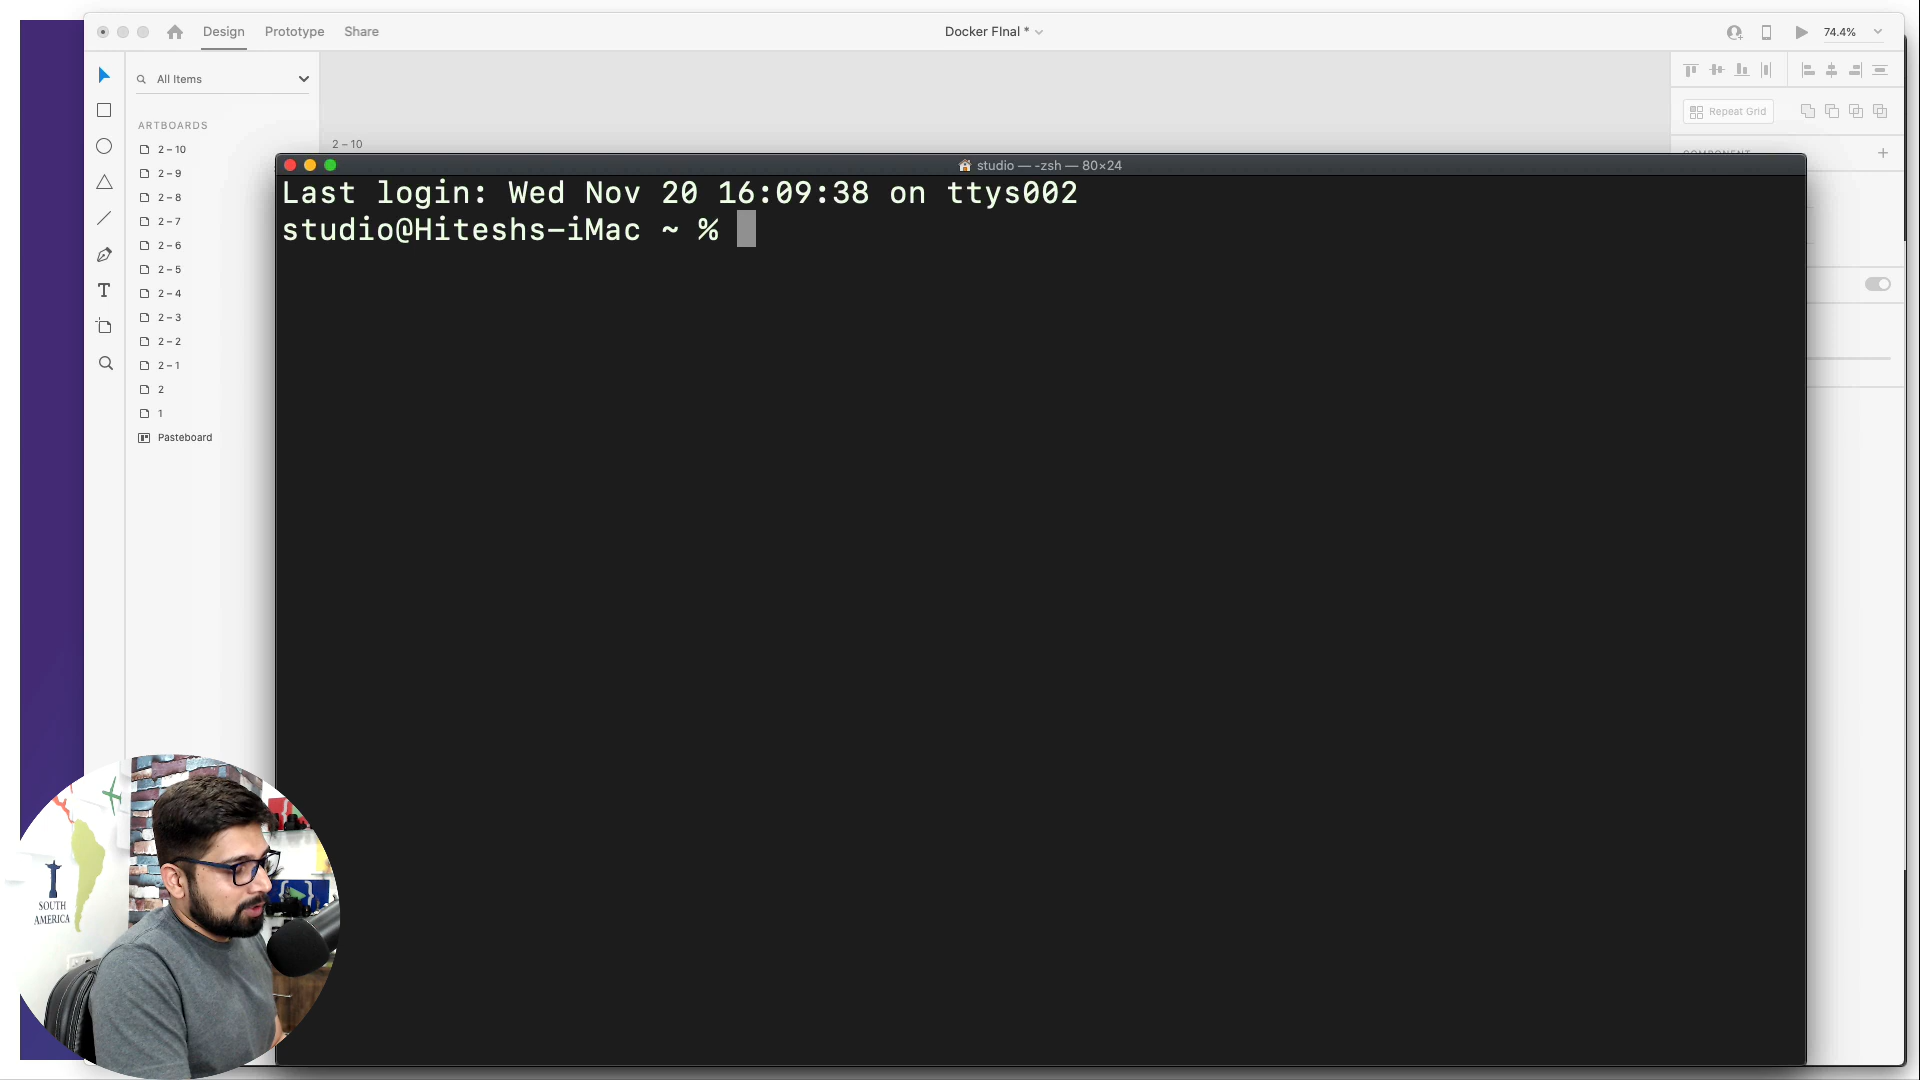 Design Prototype Share
Docker FInal *
74.4%
All Items
ARTBOARDS
2 – 10
2 – 9
2 – 8
2 – 7
2 – 6
2 – 5
2 – 4
2 – 3
2 – 2
2 – 1
2
1
Pasteboard
2 – 10
Repeat Grid
COMPONENT
studio — -zsh — 80×24
Last login: Wed Nov 20 16:09:38 on ttys002
studio@Hiteshs-iMac ~ %
SOUTH
AMERICA